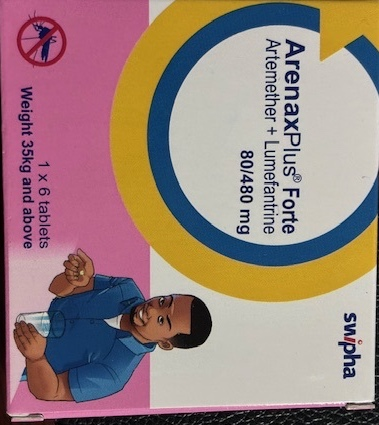 ArenaxPlus® Forte
Artemether + Lumefantrine
80/480 mg
swipha
1 x 6 tablets
Weight 35kg and above